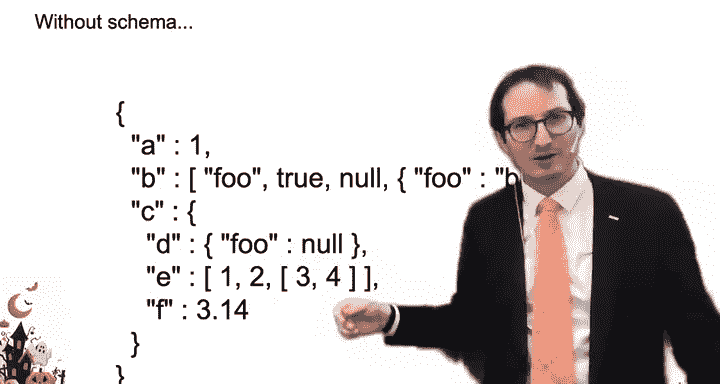 Without schema...
{
"a" : 1,
"b" : [ "foo", true, null, { "foo" : "b
"c" : {
"d" : { "foo" : null },
"e" : [ 1, 2, [ 3, 4 ] ],
"f" : 3.14
}
}